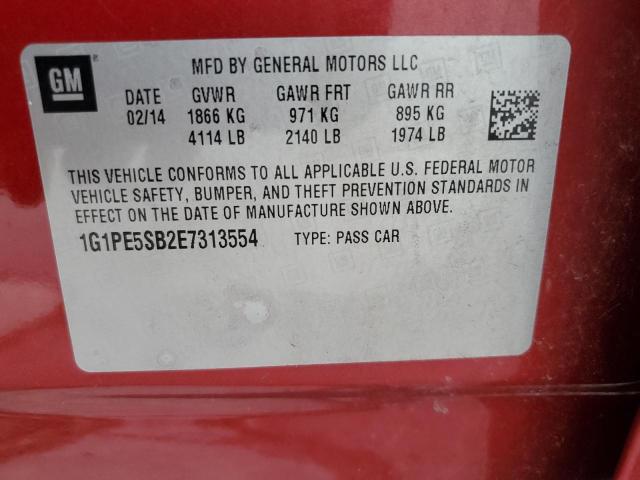 GM
MFD BY GENERAL MOTORS LLC
DATE GVWR GAWR FRT GAWR RR
02/14 1866 KG 971 KG 895 KG
4114 LB 2140 LB 1974 LB
THIS VEHICLE CONFORMS TO ALL APPLICABLE U.S. FEDERAL MOTOR
VEHICLE SAFETY, BUMPER, AND THEFT PREVENTION STANDARDS IN
EFFECT ON THE DATE OF MANUFACTURE SHOWN ABOVE.
1G1PE5SB2E7313554 TYPE: PASS CAR